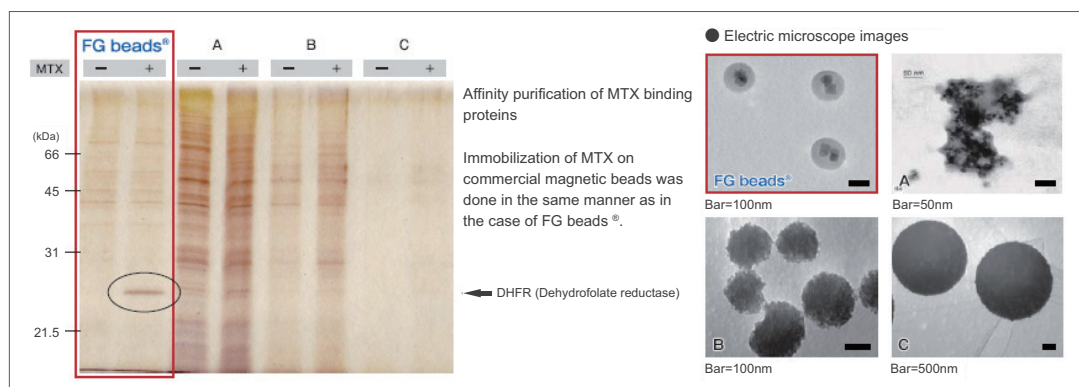 FG beads® A B C
MTX − + − + − + − +
(kDa)
66
45
31
21.5
Affinity purification of MTX binding
proteins
Immobilization of MTX on
commercial magnetic beads was
done in the same manner as in
the case of FG beads ®.
DHFR (Dehydrofolate reductase)
● Electric microscope images
FG beads®
Bar=100nm
50 nm
A
Bar=50nm
B
Bar=100nm
C
Bar=500nm